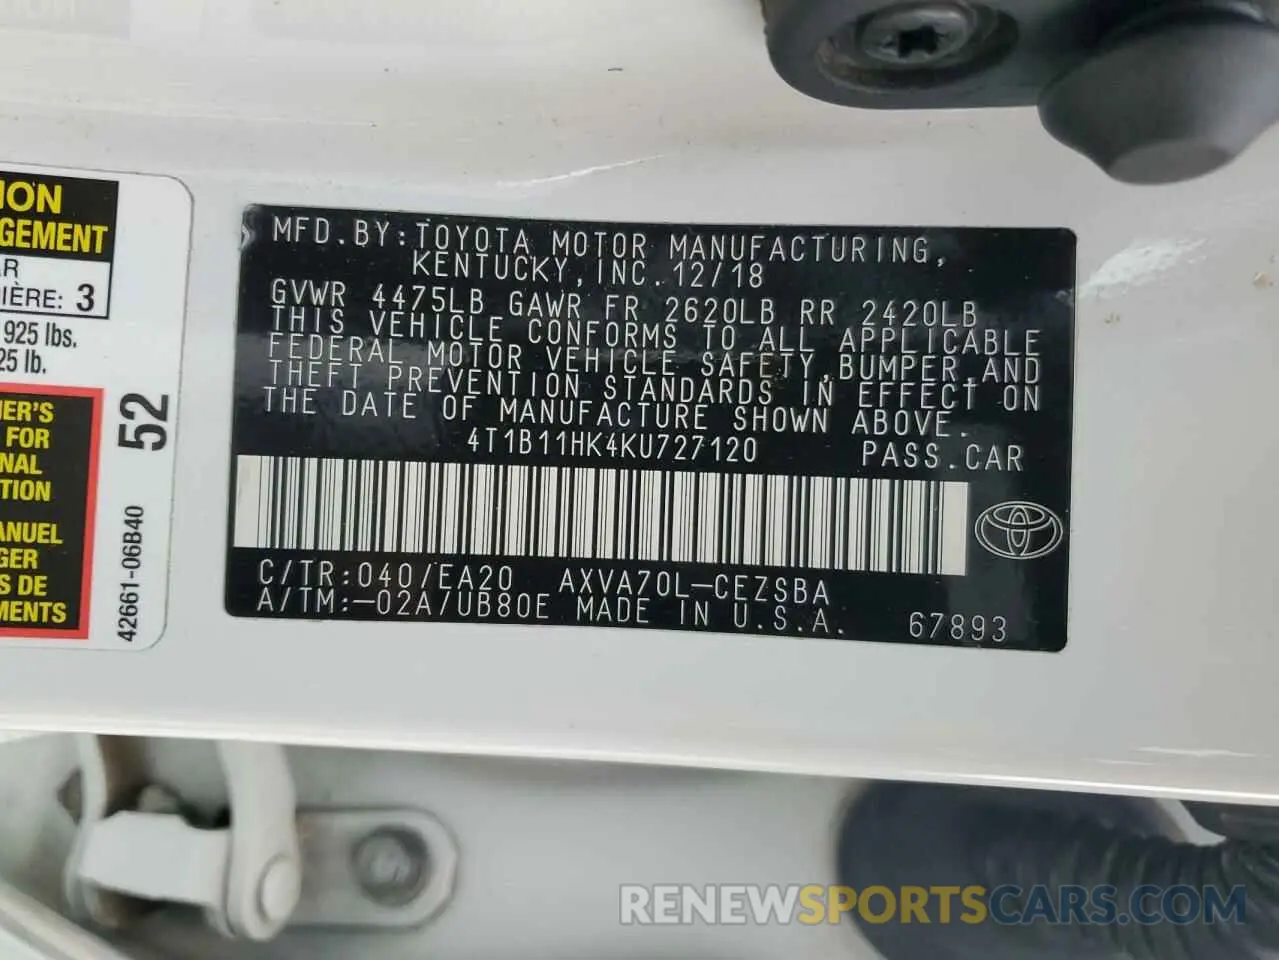 ION
GEMENT
AR
IÈRE: 3
925 lbs.
25 lb.
ER'S
FOR
NAL
TION
ANUEL
GER
S DE
MENTS
52
42661-06B40
MFD.BY:TOYOTA MOTOR MANUFACTURING,
KENTUCKY, INC. 12/18
GVWR 4475LB GAWR FR 2620LB RR 2420LB
THIS VEHICLE CONFORMS TO ALL APPLICABLE
FEDERAL MOTOR VEHICLE SAFETY, BUMPER, AND
THEFT PREVENTION STANDARDS IN EFFECT ON
THE DATE OF MANUFACTURE SHOWN ABOVE.
4T1B11HK4KU727120 PASS.CAR
C/TR:040/EA20 AXVA70L-CEZSBA
A/TM:-02A/UB80E MADE IN U.S.A. 67893
RENEWSPORTSCARS.COM